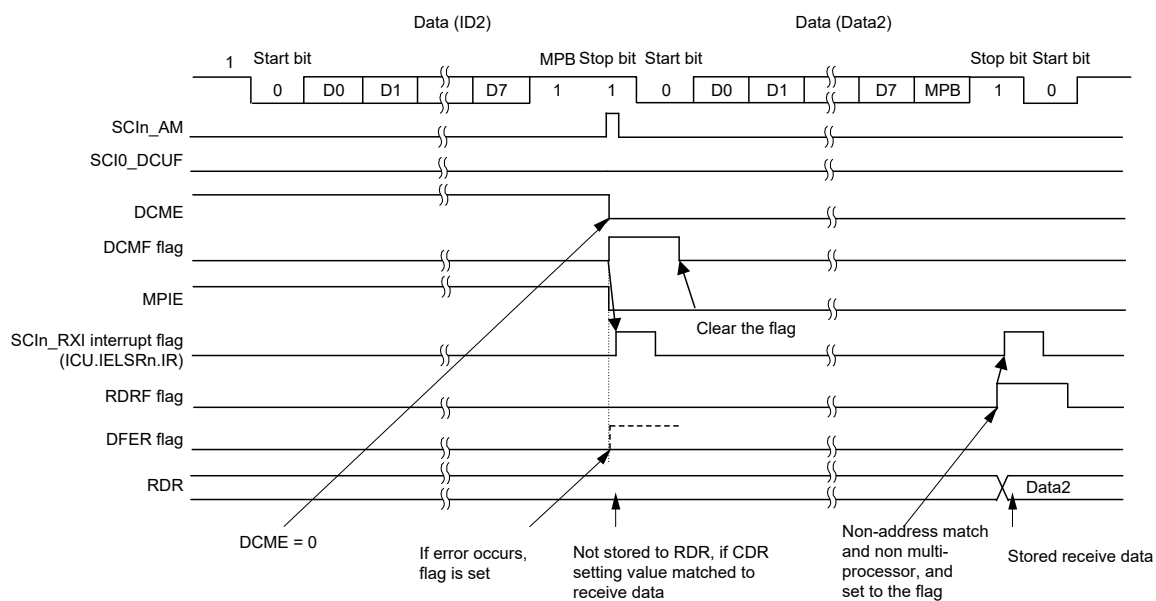 Data (ID2) Data (Data2)
1 Start bit MPB Stop bit Start bit Stop bit Start bit
0 D0 D1 D7 1 1 0 D0 D1 D7 MPB 1 0
SCIn_AM
SCI0_DCUF
DCME
DCMF flag
MPIE
Clear the flag
SCIn_RXI interrupt flag
(ICU.IELSRn.IR)
RDRF flag
DFER flag
RDR
Data2
DCME = 0
If error occurs,
flag is set
Not stored to RDR, if CDR
setting value matched to
receive data
Non-address match
and non multi-
processor, and
set to the flag
Stored receive data